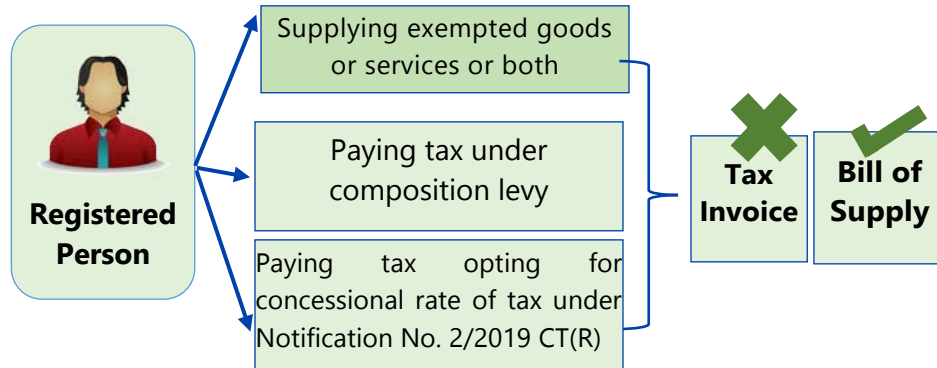 Supplying exempted goods
or services or both
Registered
Person
Paying tax under
composition levy
Paying tax opting for
concessional rate of tax under
Notification No. 2/2019 CT(R)
Tax
Invoice
Bill of
Supply